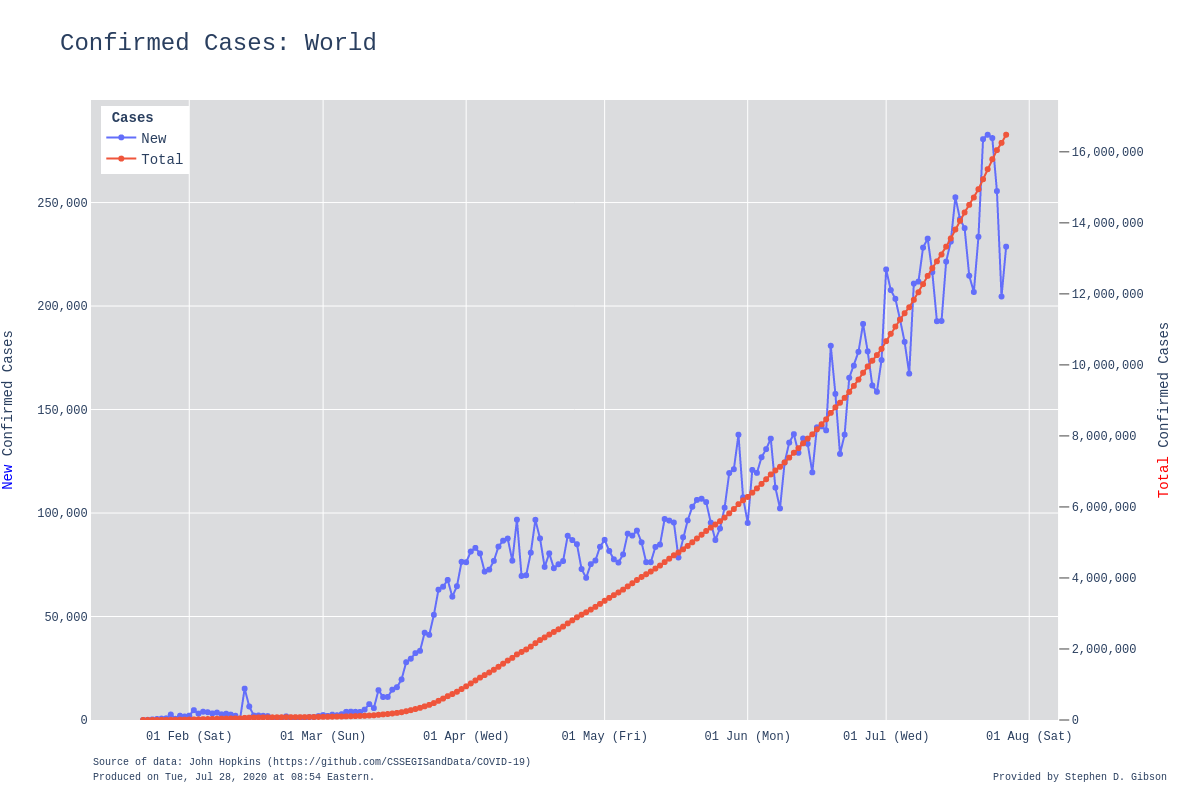 Confirmed Cases: World
Cases
New
Total
250,000
200,000
150,000
100,000
50,000
0
16,000,000
14,000,000
12,000,000
10,000,000
8,000,000
6,000,000
4,000,000
2,000,000
0
New Confirmed Cases
Total Confirmed Cases
01 Feb (Sat) 01 Mar (Sun) 01 Apr (Wed) 01 May (Fri) 01 Jun (Mon) 01 Jul (Wed) 01 Aug (Sat)
Source of data: John Hopkins (https://github.com/CSSEGISandData/COVID-19)
Produced on Tue, Jul 28, 2020 at 08:54 Eastern.
Provided by Stephen D. Gibson